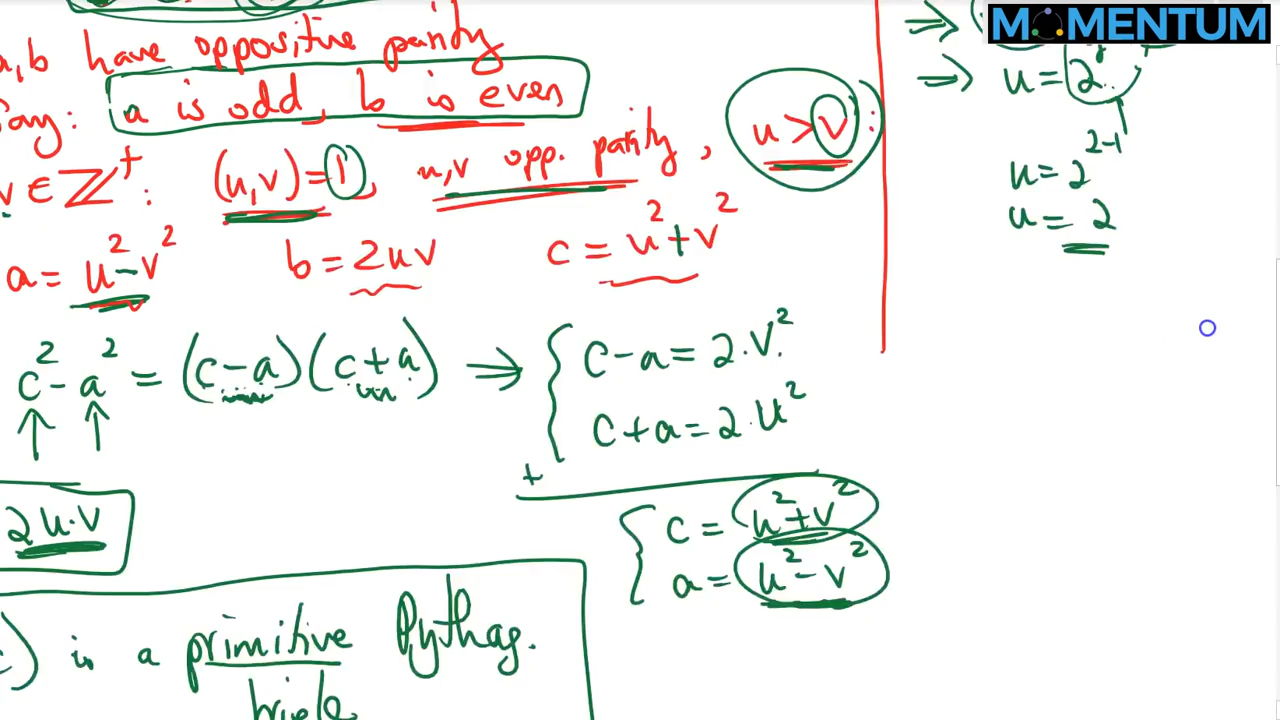 a,b have oppositive parity
Say: a is odd, b is even
v ∈ ℤ⁺ : (u,v)=1, u,v opp. parity, u>v :
a = u²-v² b = 2uv c = u²+v²
c²-a² = (c-a)(c+a) ⇒ { c-a = 2·v²
c+a = 2·u²
+
2u·v
{ c = u²+v²
a = u²-v²
) is a primitive Pythag.
triple
MOMENTUM
⇒
⇒ u = 2
u = 2²⁻¹
u = 2